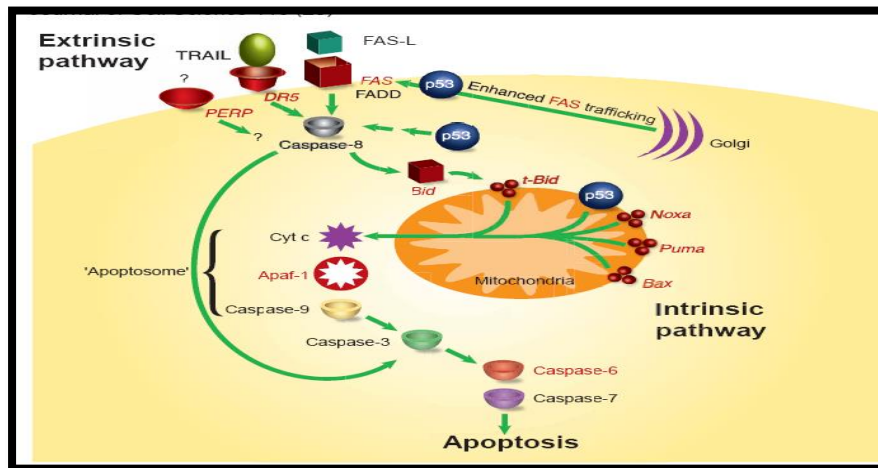 Extrinsic
pathway
TRAIL
FAS-L
?
DR5
FAS
FADD
p53
Enhanced FAS trafficking
Golgi
PERP
?
Caspase-8
p53
Bid
t-Bid
p53
Noxa
Puma
Bax
Mitochondria
Cyt c
'Apoptosome'
Apaf-1
Caspase-9
Caspase-3
Intrinsic
pathway
Caspase-6
Caspase-7
Apoptosis